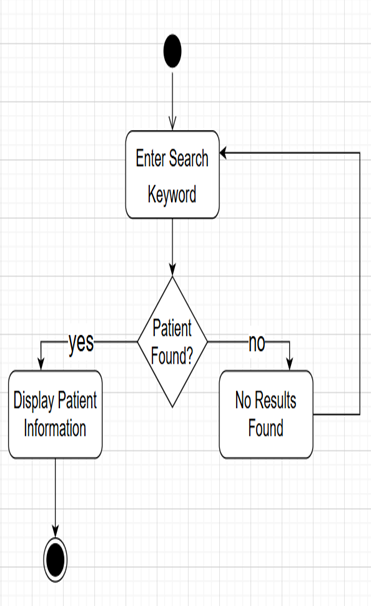 Enter Search
Keyword
Patient
Found?
yes
no
Display Patient
Information
No Results
Found